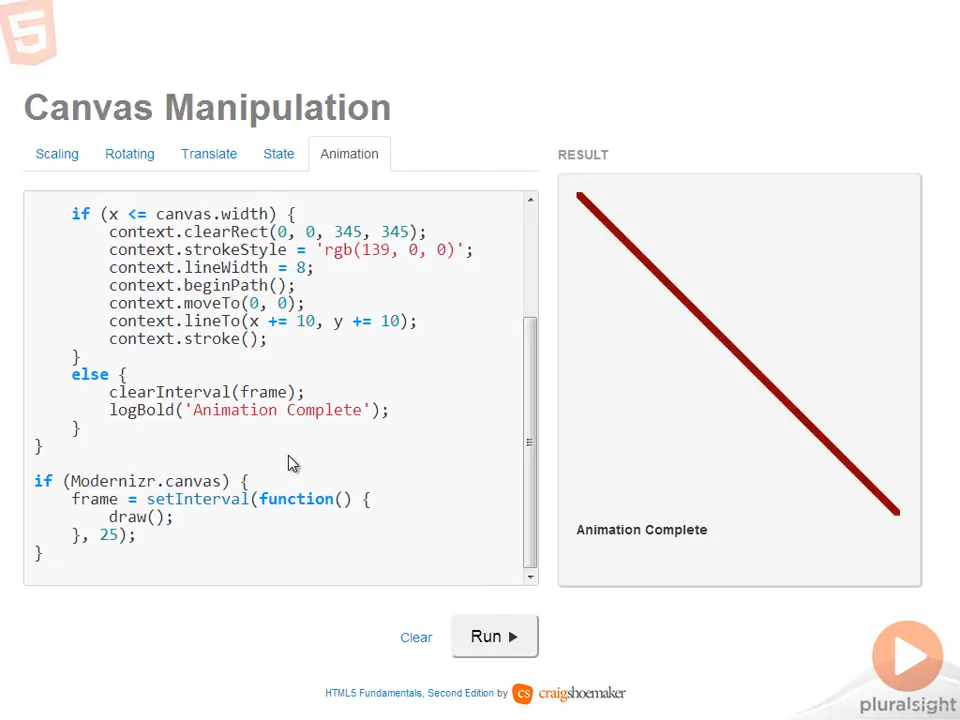 5
Canvas Manipulation
Scaling Rotating Translate State Animation
RESULT
if (x <= canvas.width) {
context.clearRect(0, 0, 345, 345);
context.strokeStyle = 'rgb(139, 0, 0)';
context.lineWidth = 8;
context.beginPath();
context.moveTo(0, 0);
context.lineTo(x += 10, y += 10);
context.stroke();
}
else {
clearInterval(frame);
logBold('Animation Complete');
}
}
if (Modernizr.canvas) {
frame = setInterval(function() {
draw();
}, 25);
}
Animation Complete
Clear
Run
HTML5 Fundamentals, Second Edition by cs craigshoemaker
pluralsight